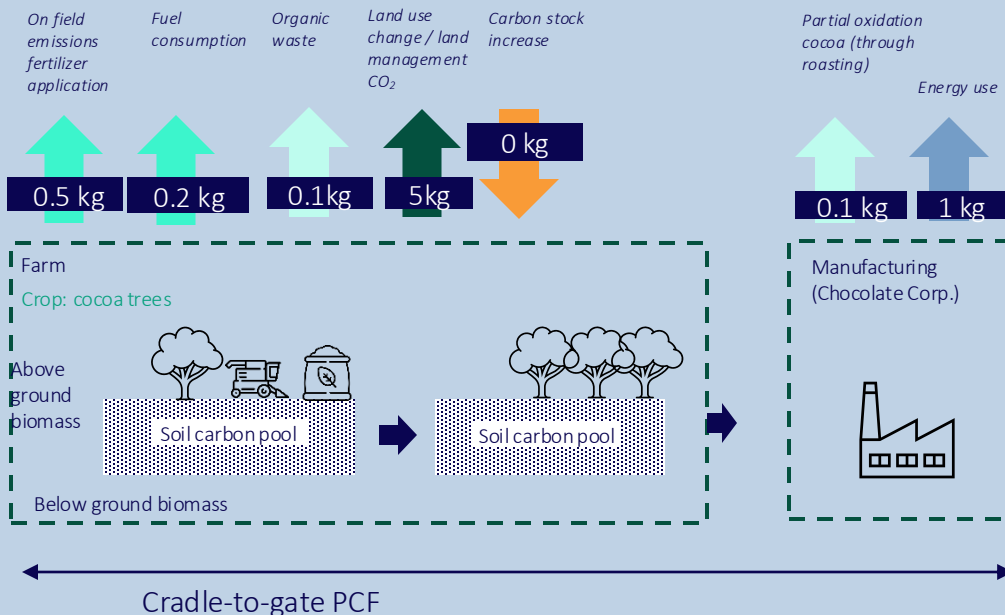 On field
emissions
fertilizer
application
Fuel
consumption
Organic
waste
Land use
change / land
management
CO₂
Carbon stock
increase
Partial oxidation
cocoa (through
roasting)
Energy use
0.5 kg
0.2 kg
0.1kg
5kg
0 kg
0.1 kg
1 kg
Farm
Crop: cocoa trees
Above
ground
biomass
Soil carbon pool
Soil carbon pool
Below ground biomass
Manufacturing
(Chocolate Corp.)
Cradle-to-gate PCF